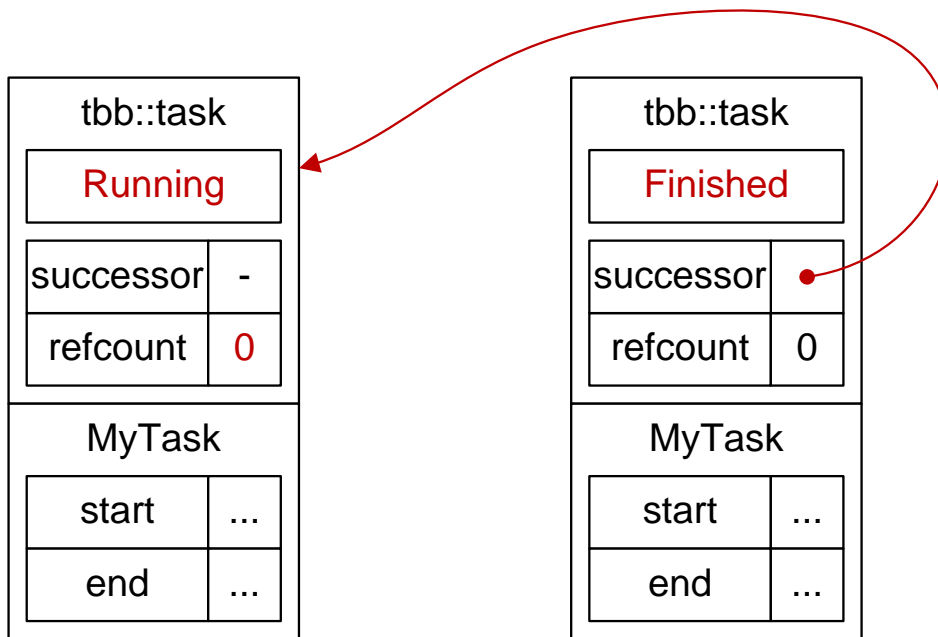 tbb::task
Running
successor -
refcount 0
MyTask
start ...
end ...
tbb::task
Finished
successor
refcount 0
MyTask
start ...
end ...